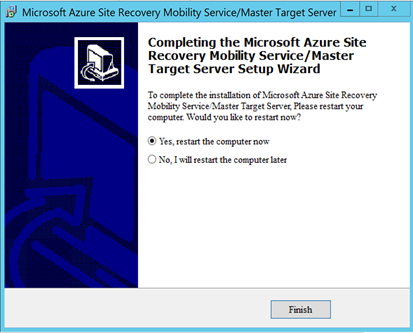 Microsoft Azure Site Recovery Mobility Service/Master Target Server
Completing the Microsoft Azure Site
Recovery Mobility Service/Master
Target Server Setup Wizard
To complete the installation of Microsoft Azure Site Recovery
Mobility Service/Master Target Server, Please restart your
computer. Would you like to restart now?
Yes, restart the computer now
No, I will restart the computer later
Finish